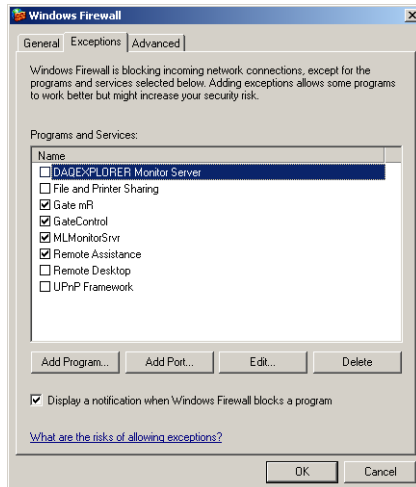 Windows Firewall
General Exceptions Advanced
Windows Firewall is blocking incoming network connections, except for the
programs and services selected below. Adding exceptions allows some programs
to work better but might increase your security risk.
Programs and Services:
Name
DAQEXPLORER Monitor Server
File and Printer Sharing
Gate mR
GateControl
MLMonitorSrvr
Remote Assistance
Remote Desktop
UPnP Framework
Add Program... Add Port... Edit... Delete
Display a notification when Windows Firewall blocks a program
What are the risks of allowing exceptions?
OK Cancel